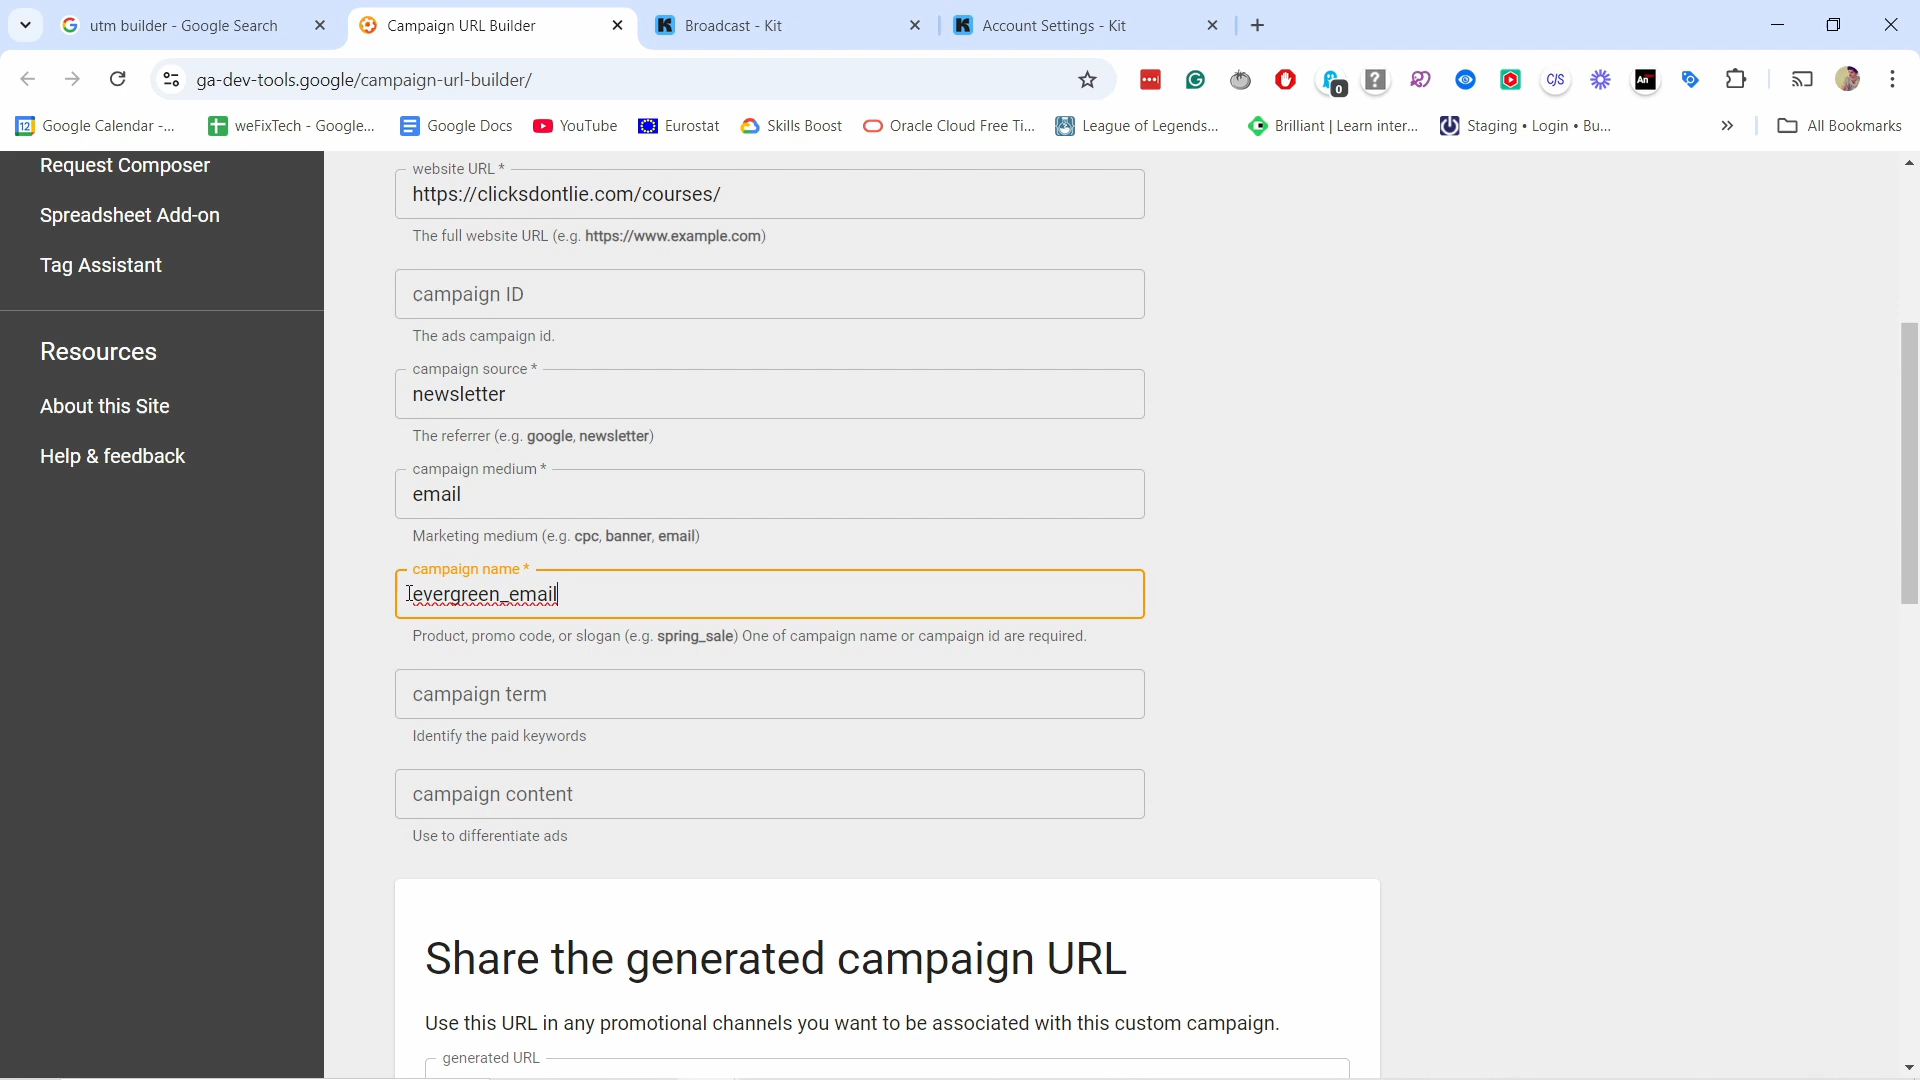 utm builder - Google Search
Campaign URL Builder
Broadcast - Kit
Account Settings - Kit
ga-dev-tools.google/campaign-url-builder/
0
?
C/S
An
12 Google Calendar -...
weFixTech - Google...
Google Docs
YouTube
Eurostat
Skills Boost
Oracle Cloud Free Ti...
League of Legends...
Brilliant | Learn inter...
Staging • Login • Bu...
All Bookmarks
Request Composer
Spreadsheet Add-on
Tag Assistant
Resources
About this Site
Help & feedback
website URL *
https://clicksdontlie.com/courses/
The full website URL (e.g. https://www.example.com)
campaign ID
The ads campaign id.
campaign source *
newsletter
The referrer (e.g. google, newsletter)
campaign medium *
email
Marketing medium (e.g. cpc, banner, email)
campaign name *
evergreen_email
Product, promo code, or slogan (e.g. spring_sale) One of campaign name or campaign id are required.
campaign term
Identify the paid keywords
campaign content
Use to differentiate ads
Share the generated campaign URL
Use this URL in any promotional channels you want to be associated with this custom campaign.
generated URL